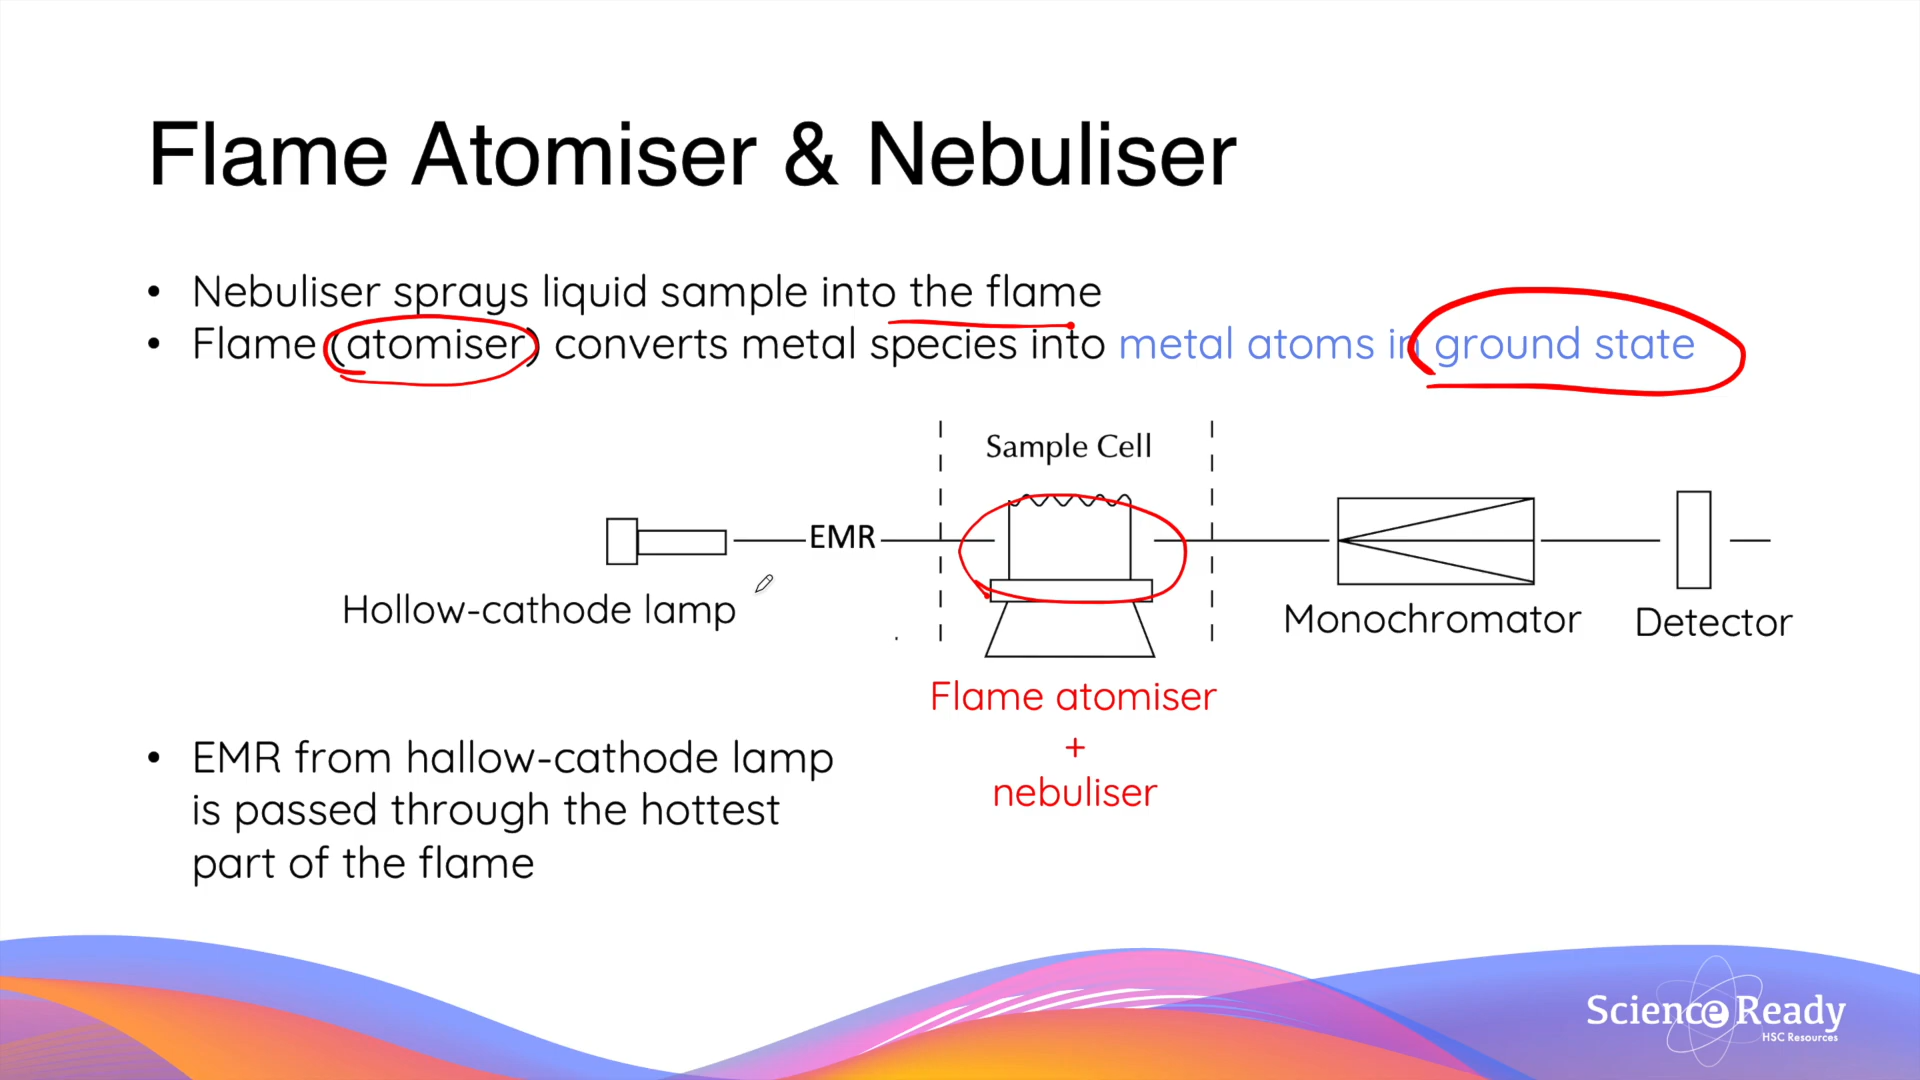 Flame Atomiser & Nebuliser
• Nebuliser sprays liquid sample into the flame
• Flame (atomiser) converts metal species into metal atoms in ground state
Sample Cell
EMR
Hollow-cathode lamp
Monochromator
Detector
Flame atomiser
+
nebuliser
• EMR from hallow-cathode lamp
is passed through the hottest
part of the flame
Science Ready
HSC Resources